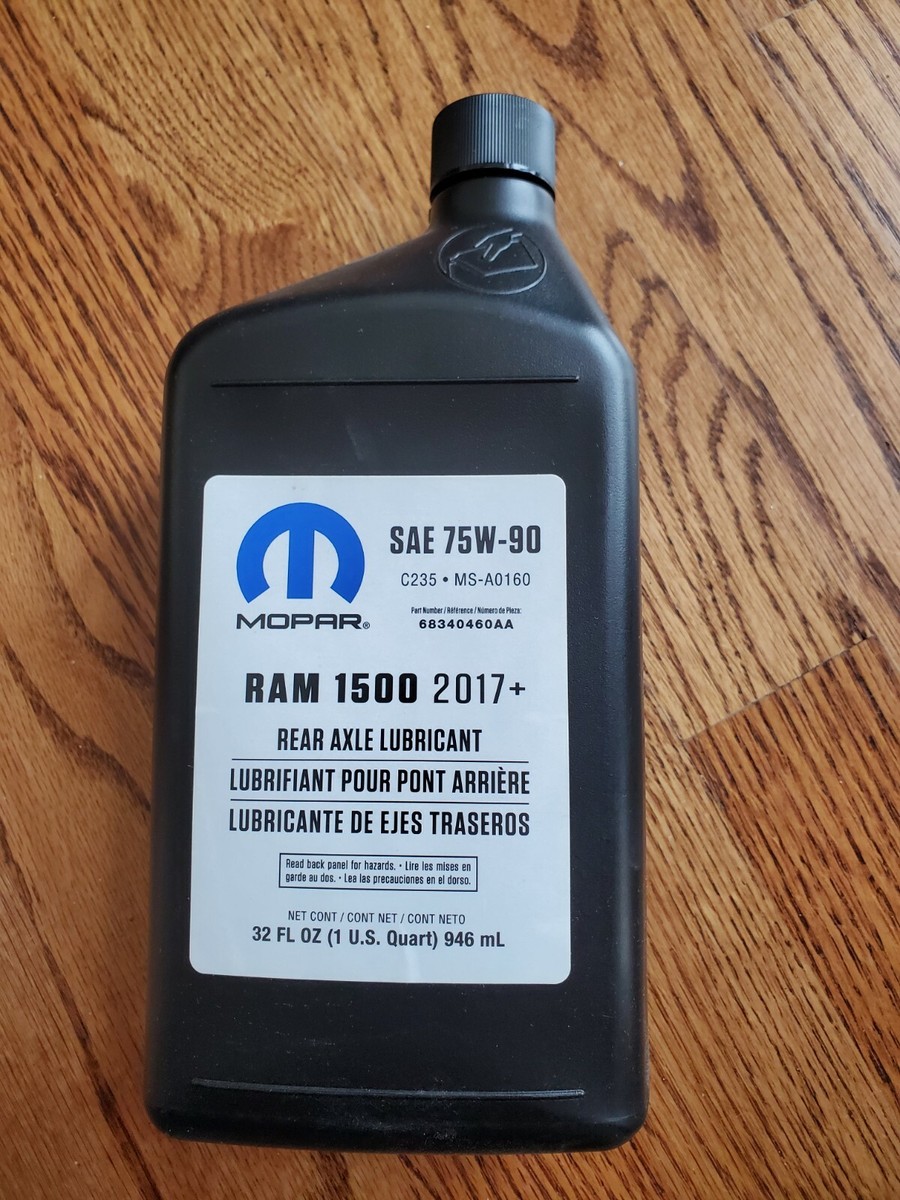 MOPAR®
SAE 75W-90
C235 • MS-A0160
Part Number / Référence / Número de Pieza:
68340460AA
RAM 1500 2017+
REAR AXLE LUBRICANT
LUBRIFIANT POUR PONT ARRIÈRE
LUBRICANTE DE EJES TRASEROS
Read back panel for hazards. • Lire les mises en
garde au dos. • Lea las precauciones en el dorso.
NET CONT / CONT NET / CONT NETO
32 FL OZ (1 U.S. Quart) 946 mL